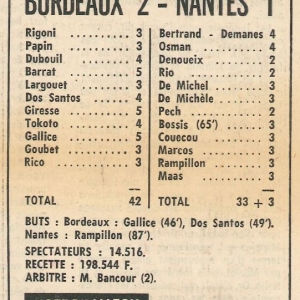 BORDEAUX 2 - NANTES 1
Rigoni ........ 3
Papin ........ 3
Dubouil ........ 4
Barrat ........ 5
Largouet ........ 3
Dos Santos ........ 4
Giresse ........ 5
Tokoto ........ 4
Gallice ........ 5
Goubet ........ 3
Rico ........ 3
TOTAL 42
Bertrand - Demanes 4
Osman ........ 4
Denoueix ........ 2
Rio ........ 2
De Michel ........ 3
De Michèle ........ 3
Pech ........ 2
Bossis (65') ........ 3
Couecou ........ 3
Marcos ........ 3
Rampillon ........ 3
Maas ........ 3
TOTAL 33 + 3
BUTS : Bordeaux : Gallice (46'), Dos Santos (49').
Nantes : Rampillon (87').
SPECTATEURS : 14.516.
RECETTE : 198.544 F.
ARBITRE : M. Bancour (2).